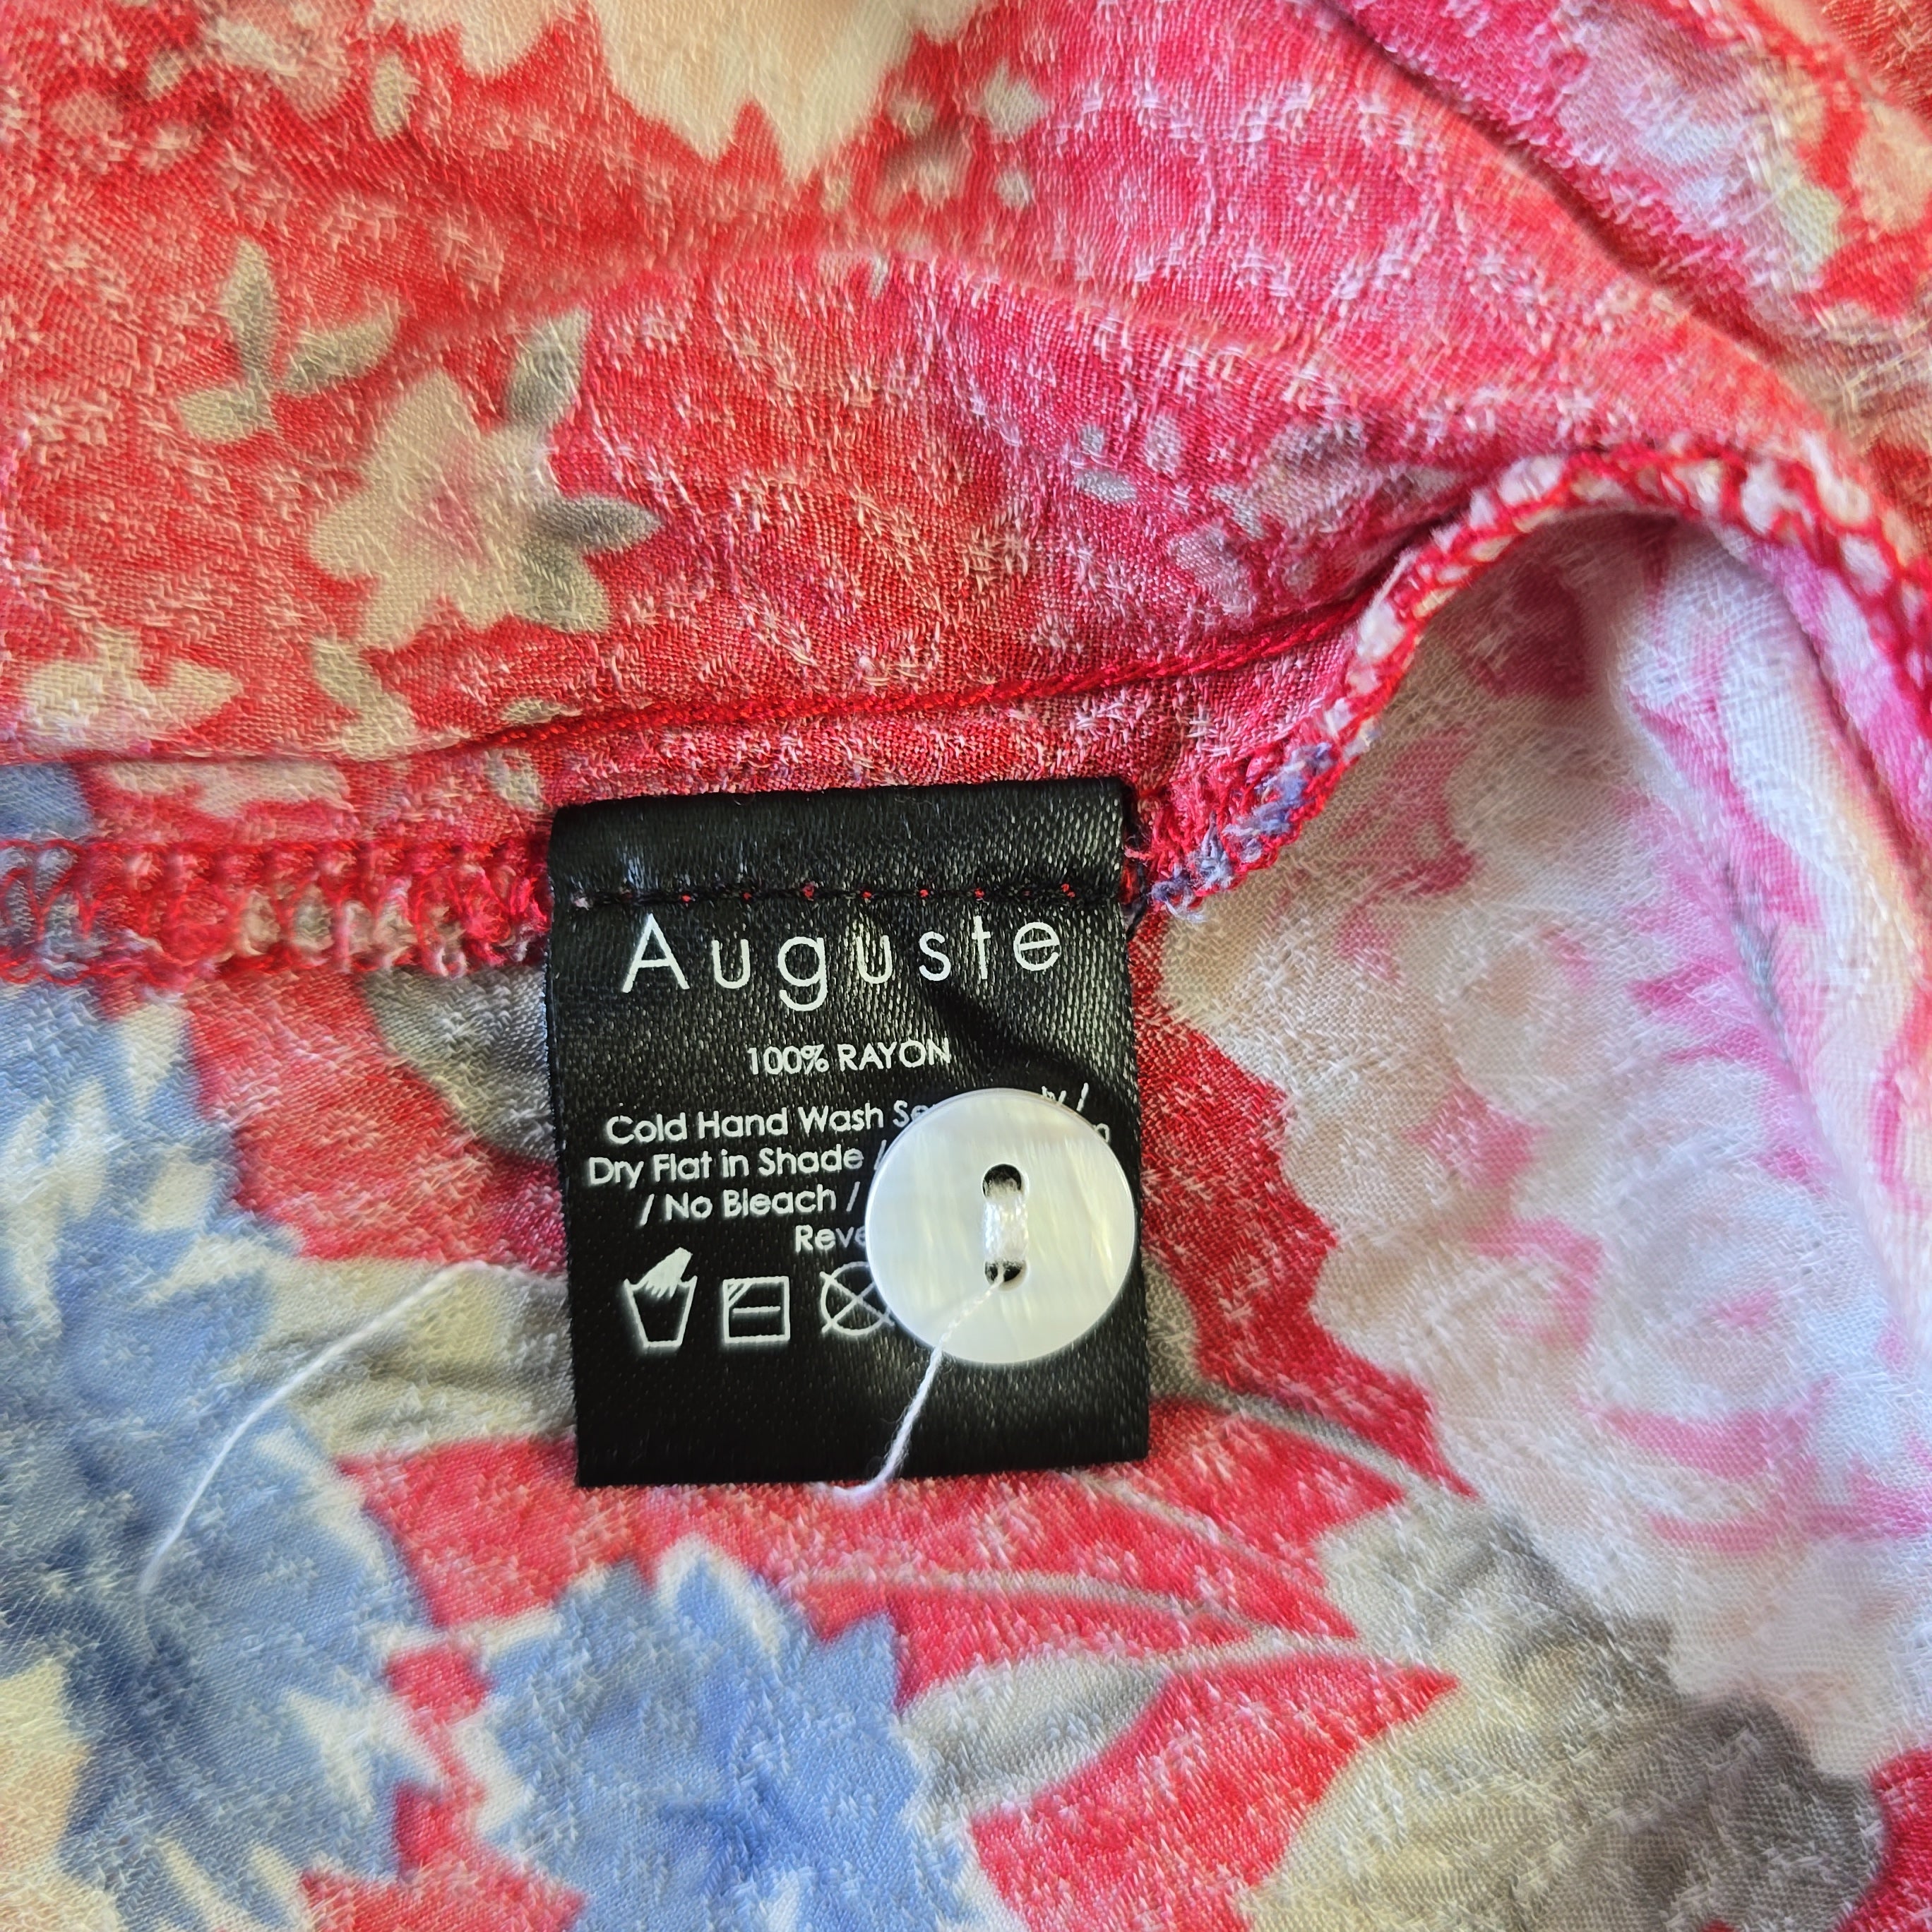 Auguste
100% RAYON
Cold Hand Wash
Dry Flat in Shade /
/ No Bleach /